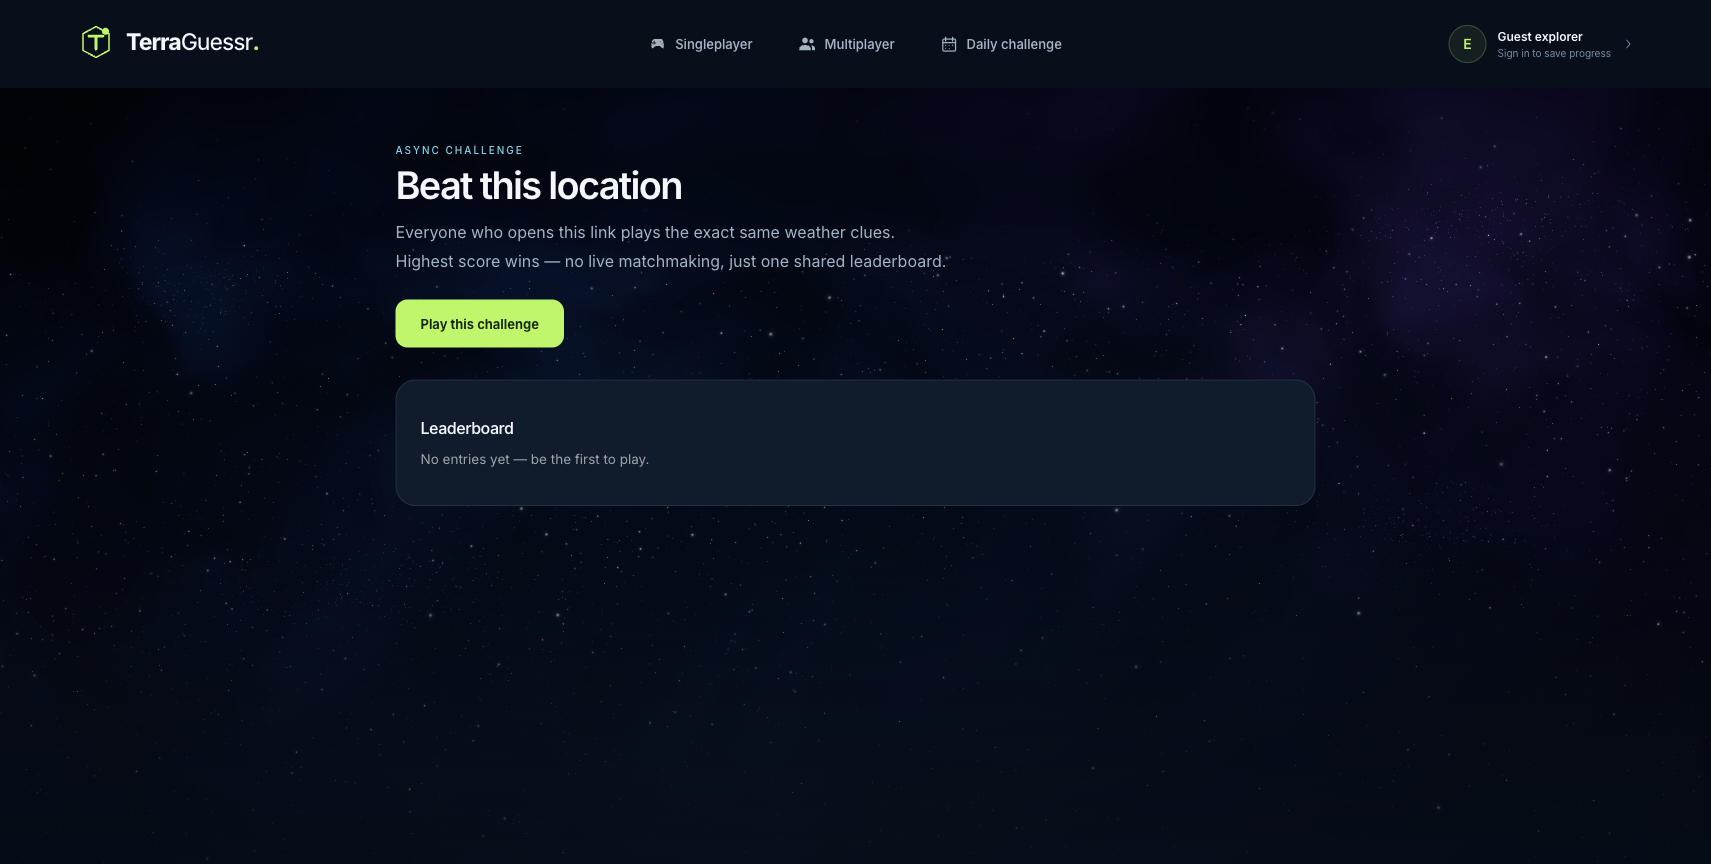 TerraGuessr.
Singleplayer
Multiplayer
Daily challenge
E
Guest explorer
Sign in to save progress
ASYNC CHALLENGE
Beat this location
Everyone who opens this link plays the exact same weather clues.
Highest score wins — no live matchmaking, just one shared leaderboard.
Play this challenge
Leaderboard
No entries yet — be the first to play.